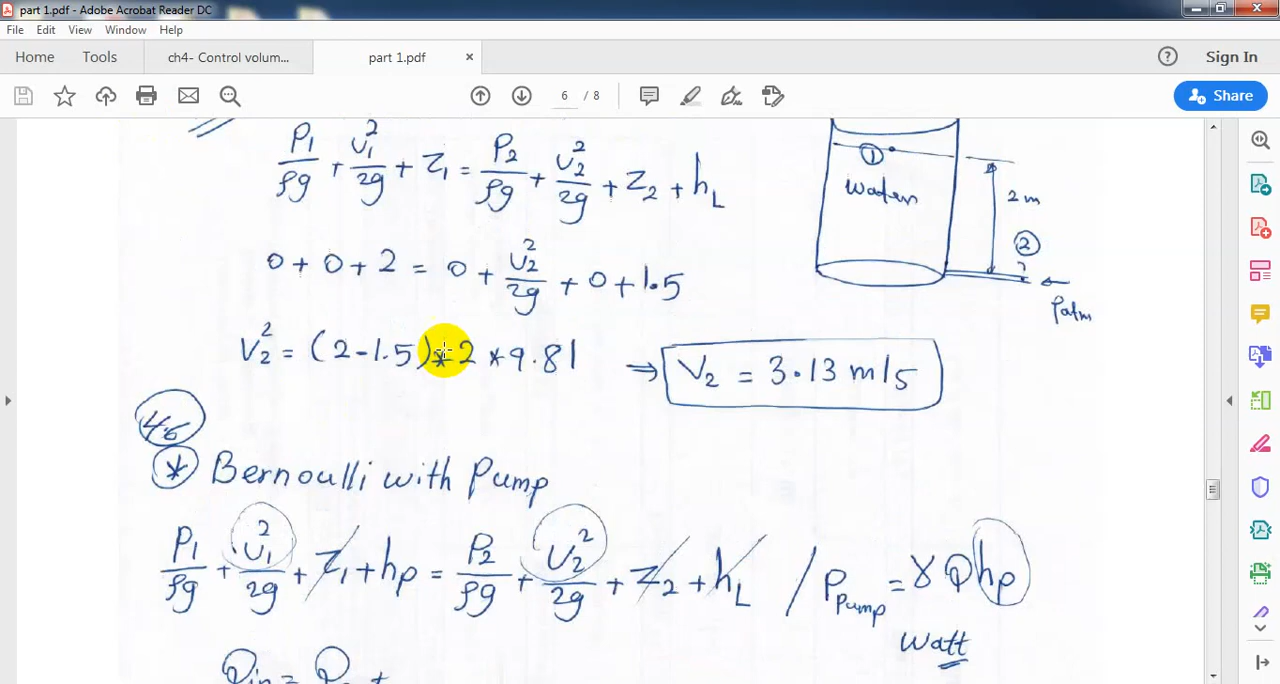 part 1.pdf - Adobe Acrobat Reader DC
File Edit View Window Help
Home Tools ch4- Control volum... part 1.pdf × ? Sign In
6 / 8 Share
P₁/ρg + V₁²/2g + Z₁ = P₂/ρg + V₂²/2g + Z₂ + hL
0 + 0 + 2 = 0 + V₂²/2g + 0 + 1.5
V₂² = (2-1.5) * 2 * 9.81 ⇒ V₂ = 3.13 m/s
①
Water
2 m
②
Patm
46
* Bernoulli with Pump
P₁/ρg + V₁²/2g + Z₁ + hp = P₂/ρg + V₂²/2g + Z₂ + hL / P Pump = γQhp
Watt